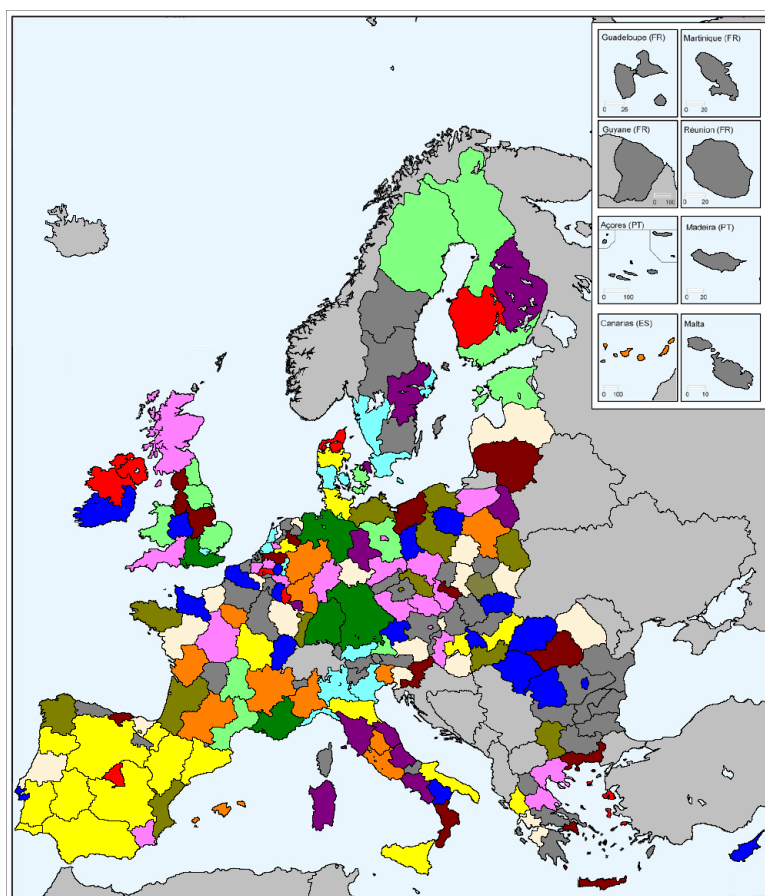 Guadeloupe (FR)
Martinique (FR)
0 25
0 20
Guyane (FR)
Réunion (FR)
0 100
0 20
Açores (PT)
Madeira (PT)
0 100
0 20
Canarias (ES)
Malta
0 100
0 10